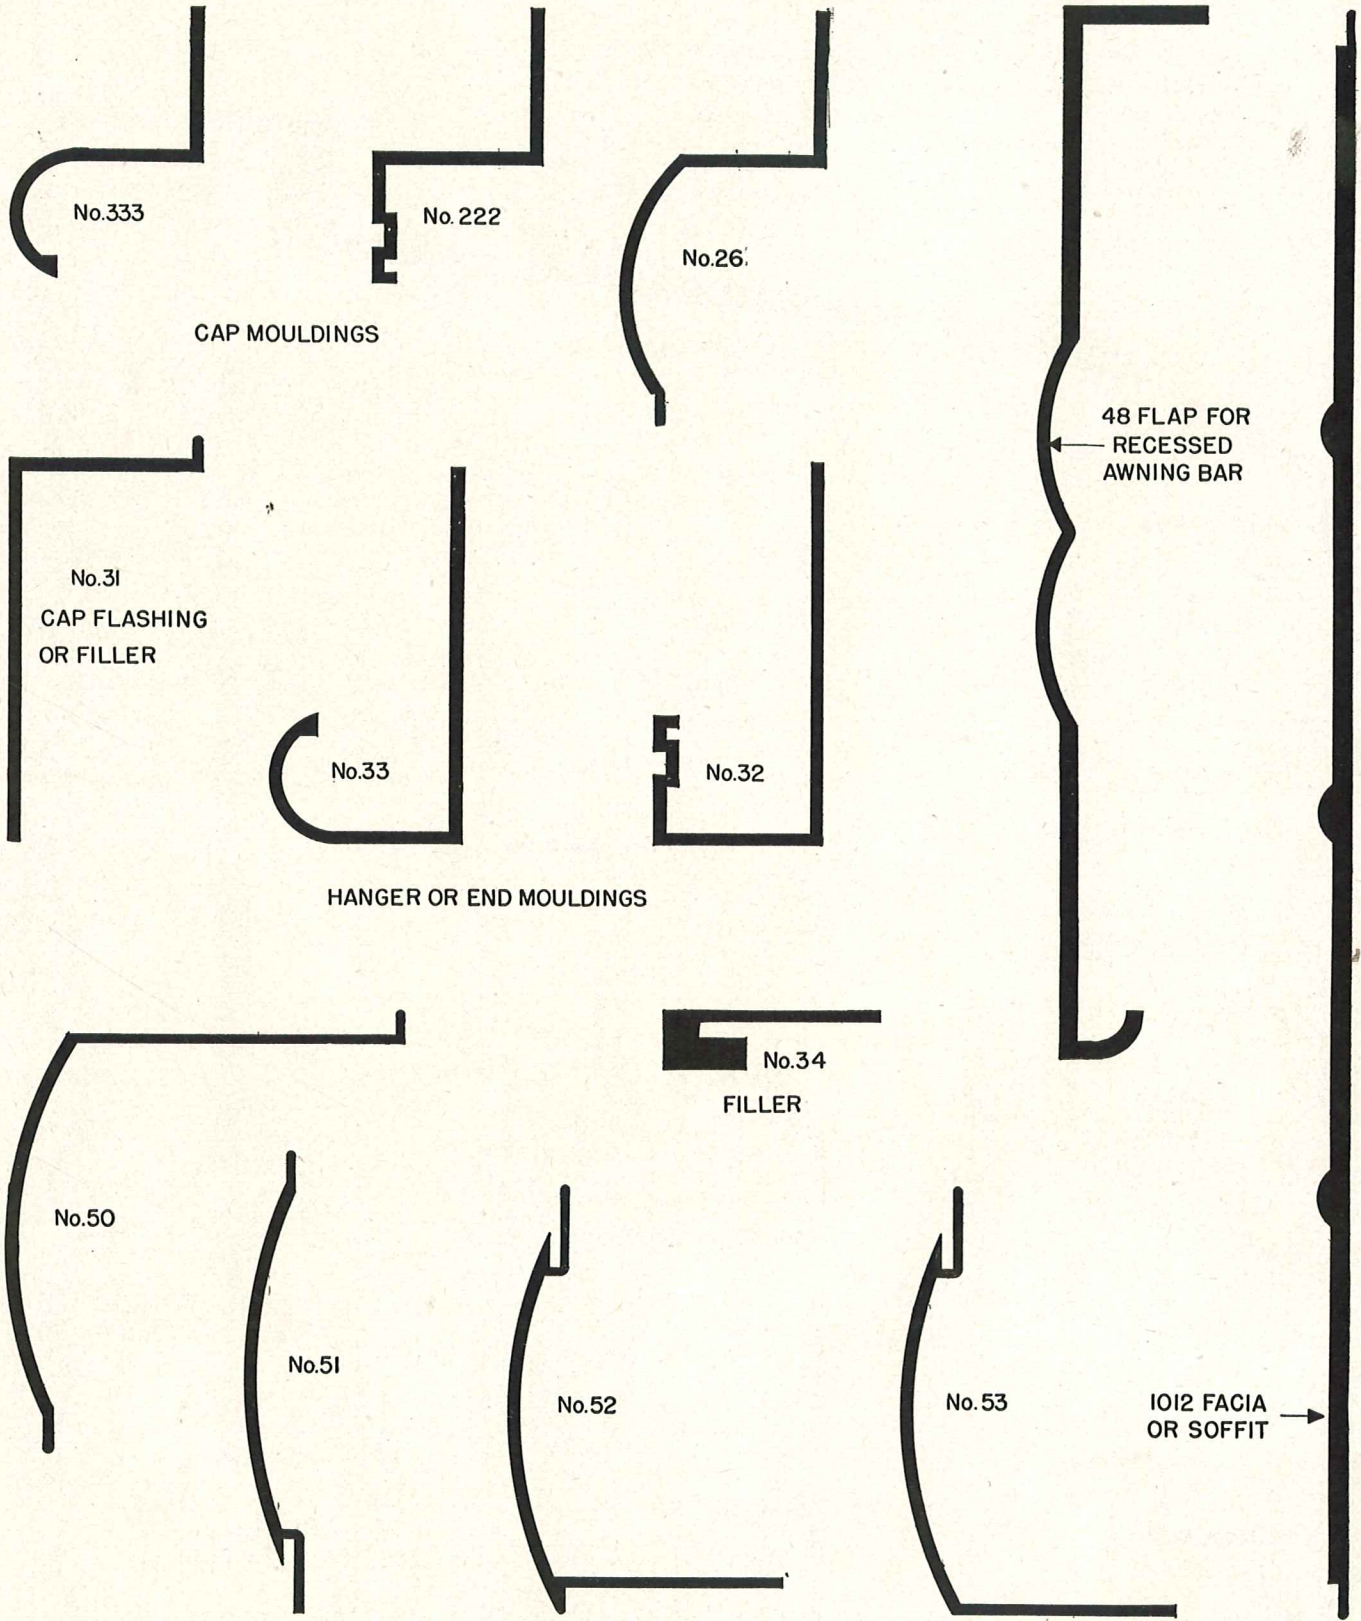 No.333
No. 222
No.26
CAP MOULDINGS
48 FLAP FOR
RECESSED
AWNING BAR
No.31
CAP FLASHING
OR FILLER
No.33
No.32
HANGER OR END MOULDINGS
No.34
FILLER
No.50
No.51
No.52
No.53
1012 FACIA
OR SOFFIT